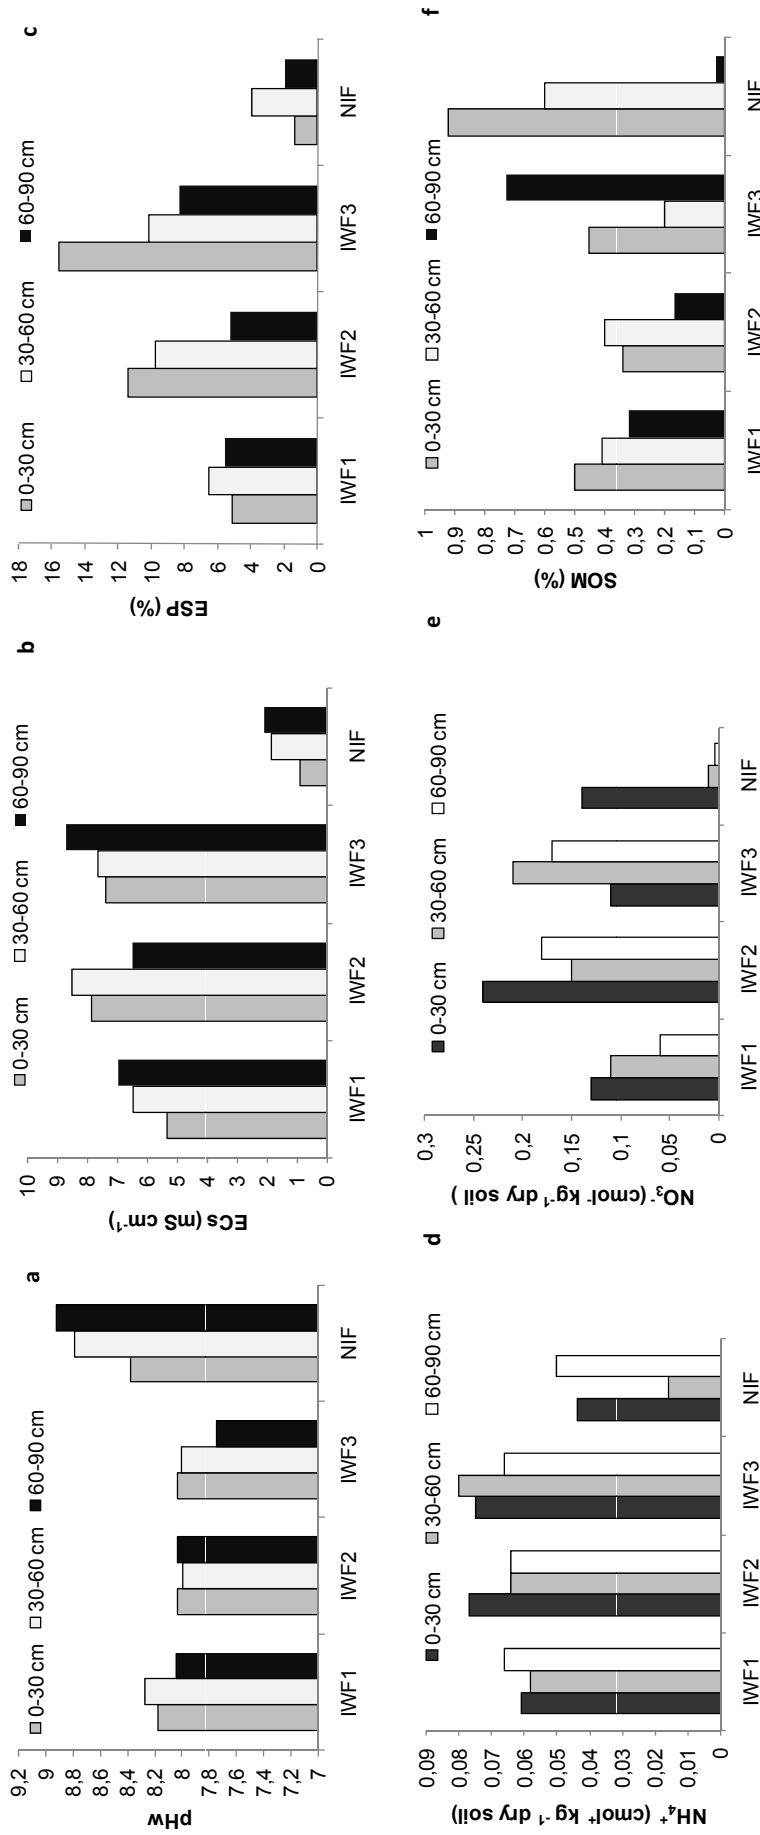 a
0-30 cm 30-60 cm 60-90 cm
9,2
8,8
8,4
8
7,8
7,6
7,4
7,2
7
pHw
IWF1 IWF2 IWF3 NIF
b
0-30 cm 30-60 cm 60-90 cm
10
9
8
7
6
5
4
3
2
1
0
ECs (mS cm⁻¹)
IWF1 IWF2 IWF3 NIF
c
0-30 cm 30-60 cm 60-90 cm
18
16
14
12
10
8
6
4
2
0
ESP (%)
IWF1 IWF2 IWF3 NIF
d
0-30 cm 30-60 cm 60-90 cm
0,09
0,08
0,07
0,06
0,05
0,04
0,03
0,02
0,01
0
NH₄⁺ (cmol⁺ kg⁻¹ dry soil)
IWF1 IWF2 IWF3 NIF
e
0-30 cm 30-60 cm 60-90 cm
0,3
0,25
0,2
0,15
0,1
0,05
0
NO₃⁻ (cmol⁻ kg⁻¹ dry soil )
IWF1 IWF2 IWF3 NIF
f
0-30 cm 30-60 cm 60-90 cm
1
0,9
0,8
0,7
0,6
0,5
0,4
0,3
0,2
0,1
0
SOM (%)
IWF1 IWF2 IWF3 NIF